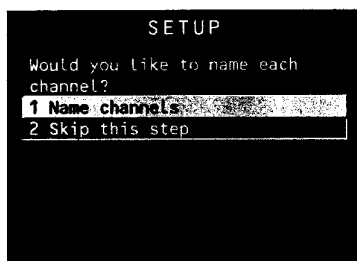 SETUP
Would you like to name each
channel?
1 Name channels
2 Skip this step